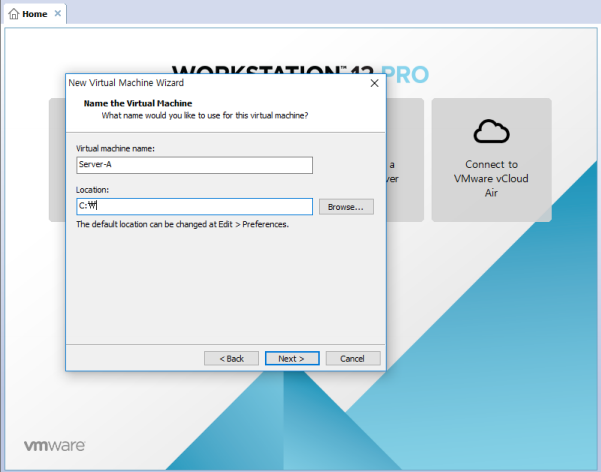 Home
WORKSTATION™ 12 PRO
New Virtual Machine Wizard
Name the Virtual Machine
What name would you like to use for this virtual machine?
Virtual machine name:
Server-A
Location:
C:₩
Browse...
The default location can be changed at Edit > Preferences.
< Back
Next >
Cancel
a
Connect to
VMware vCloud
Air
vmware